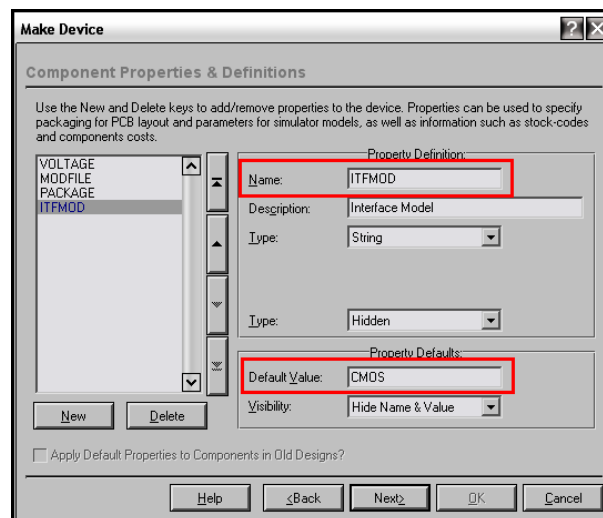 Make Device
Component Properties & Definitions
Use the New and Delete keys to add/remove properties to the device. Properties can be used to specify
packaging for PCB layout and parameters for simulator models, as well as information such as stock-codes
and components costs.
VOLTAGE
MODFILE
PACKAGE
ITFMOD
Property Definition:
Name: ITFMOD
Description: Interface Model
Type: String
Type: Hidden
Property Defaults:
Default Value: CMOS
Visibility: Hide Name & Value
New Delete
Apply Default Properties to Components in Old Designs?
Help <Back Next> OK Cancel